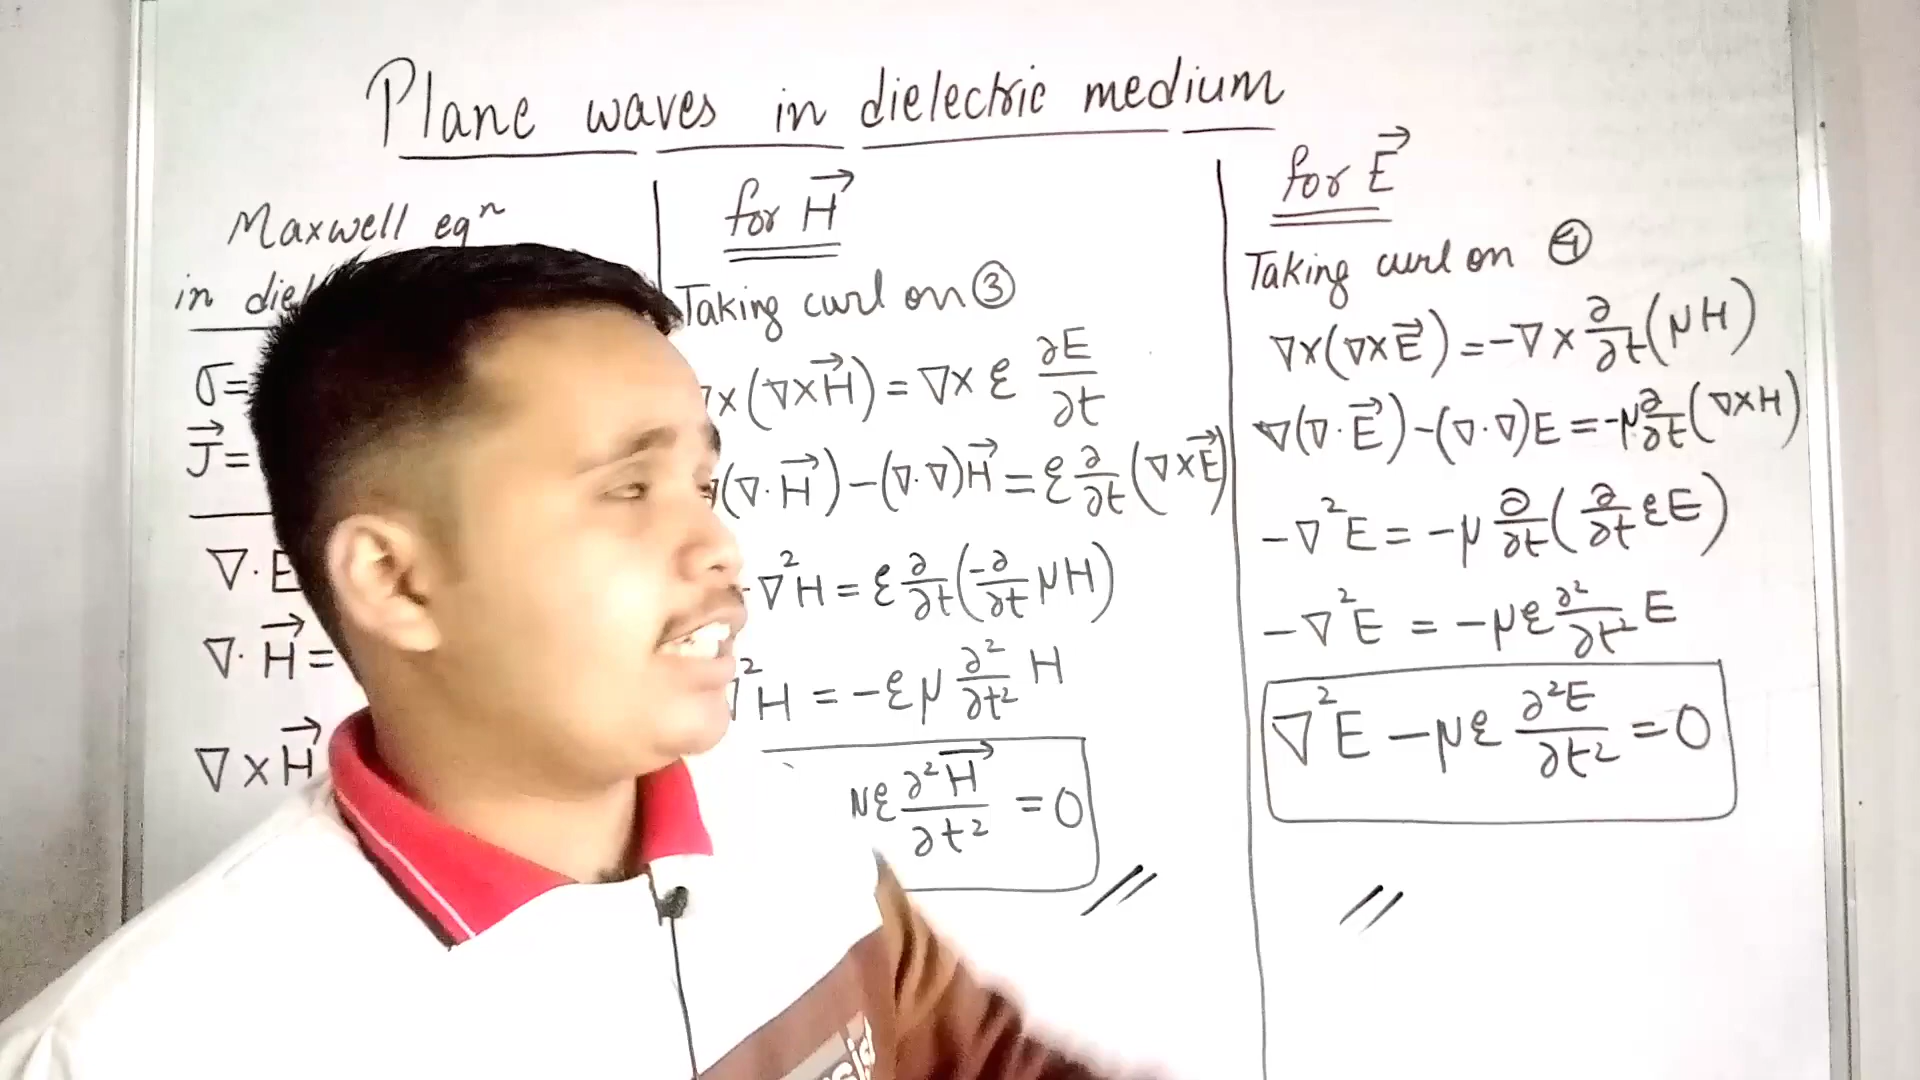 Plane waves in dielectric medium
Maxwell eqⁿ
in diel
σ=
J⃗=
∇·E
∇·H⃗=
∇×H⃗
for H⃗
Taking curl on ③
∇×(∇×H⃗)=∇×ε ∂E/∂t
(∇·H⃗)−(∇·∇)H⃗=ε ∂/∂t(∇×E⃗)
-∇²H=ε ∂/∂t(-∂/∂t μH)
∇²H=−εμ ∂²/∂t² H
με ∂²H⃗/∂t² =0
for E⃗
Taking curl on ④
∇×(∇×E⃗)=−∇×∂/∂t(μH)
∇(∇·E⃗)−(∇·∇)E=−μ∂/∂t(∇×H)
−∇²E=−μ ∂/∂t(∂/∂t εE)
−∇²E=−με ∂²/∂t² E
∇²E−με ∂²E/∂t² =0